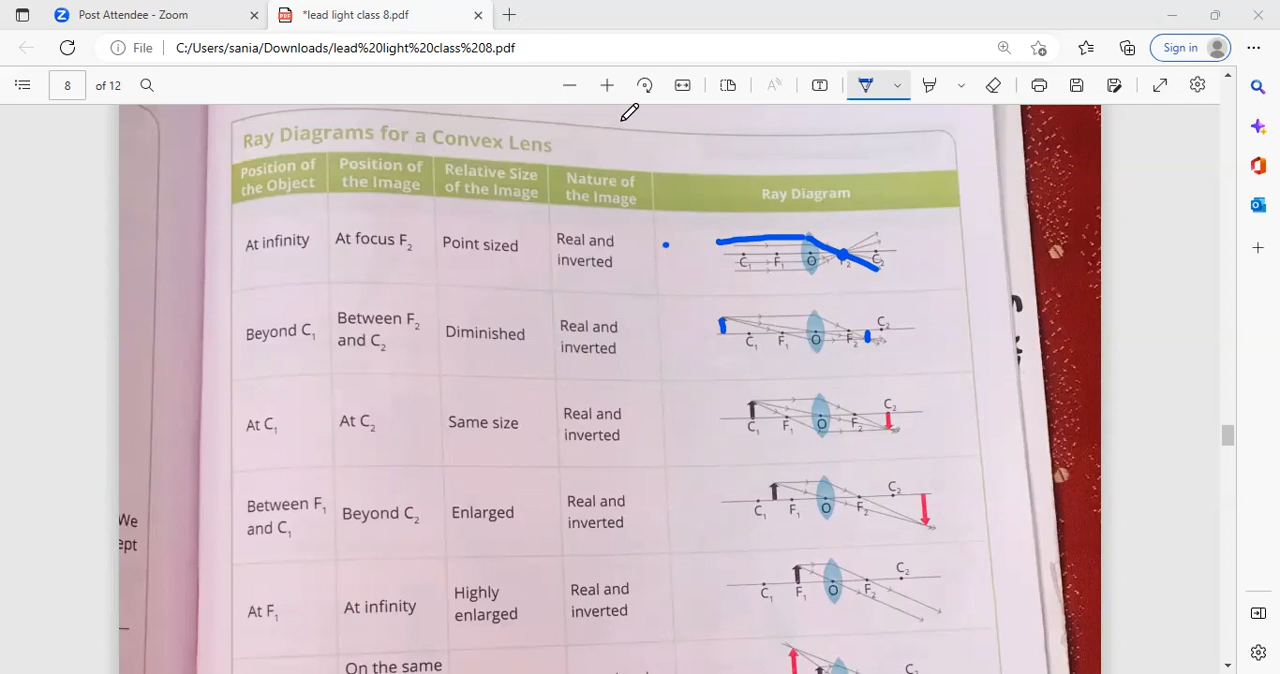 Post Attendee - Zoom
*lead light class 8.pdf
File
C:/Users/sania/Downloads/lead%20light%20class%208.pdf
Sign in
8
of 12
Ray Diagrams for a Convex Lens
Position of the Object
Position of the Image
Relative Size of the Image
Nature of the Image
Ray Diagram
At infinity
At focus F₂
Point sized
Real and inverted
C₁ F₁ O F₂ C₂
Beyond C₁
Between F₂ and C₂
Diminished
Real and inverted
C₁ F₁ O F₂ C₂
At C₁
At C₂
Same size
Real and inverted
C₁ F₁ O F₂ C₂
Between F₁ and C₁
Beyond C₂
Enlarged
Real and inverted
C₁ F₁ O F₂ C₂
At F₁
At infinity
Highly enlarged
Real and inverted
C₁ F₁ O F₂ C₂
On the same
C₂
We
ept